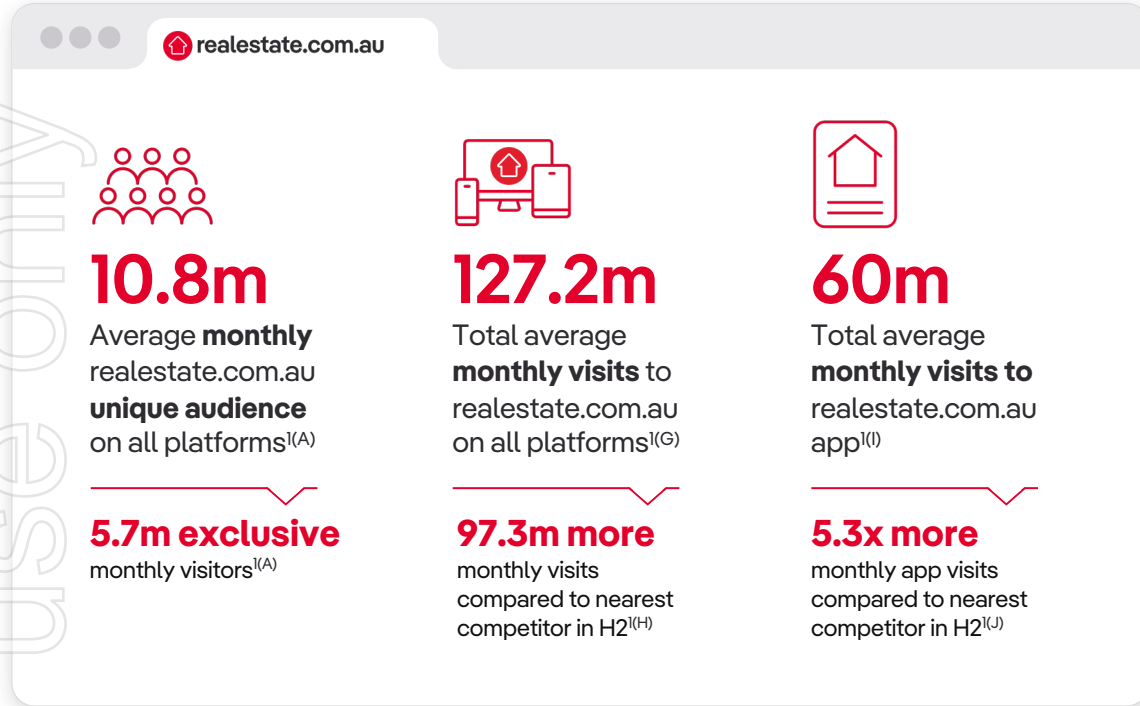 realestate.com.au
10.8m
Average monthly
realestate.com.au
unique audience
on all platforms1(A)
5.7m exclusive
monthly visitors1(A)
127.2m
Total average
monthly visits to
realestate.com.au
on all platforms1(G)
97.3m more
monthly visits
compared to nearest
competitor in H21(H)
60m
Total average
monthly visits to
realestate.com.au
app1(I)
5.3x more
monthly app visits
compared to nearest
competitor in H21(J)
use only